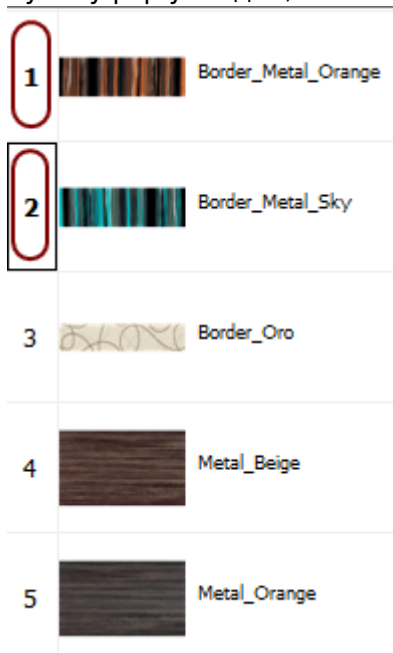 1 Border_Metal_Orange
2 Border_Metal_Sky
3 Border_Oro
4 Metal_Beige
5 Metal_Orange